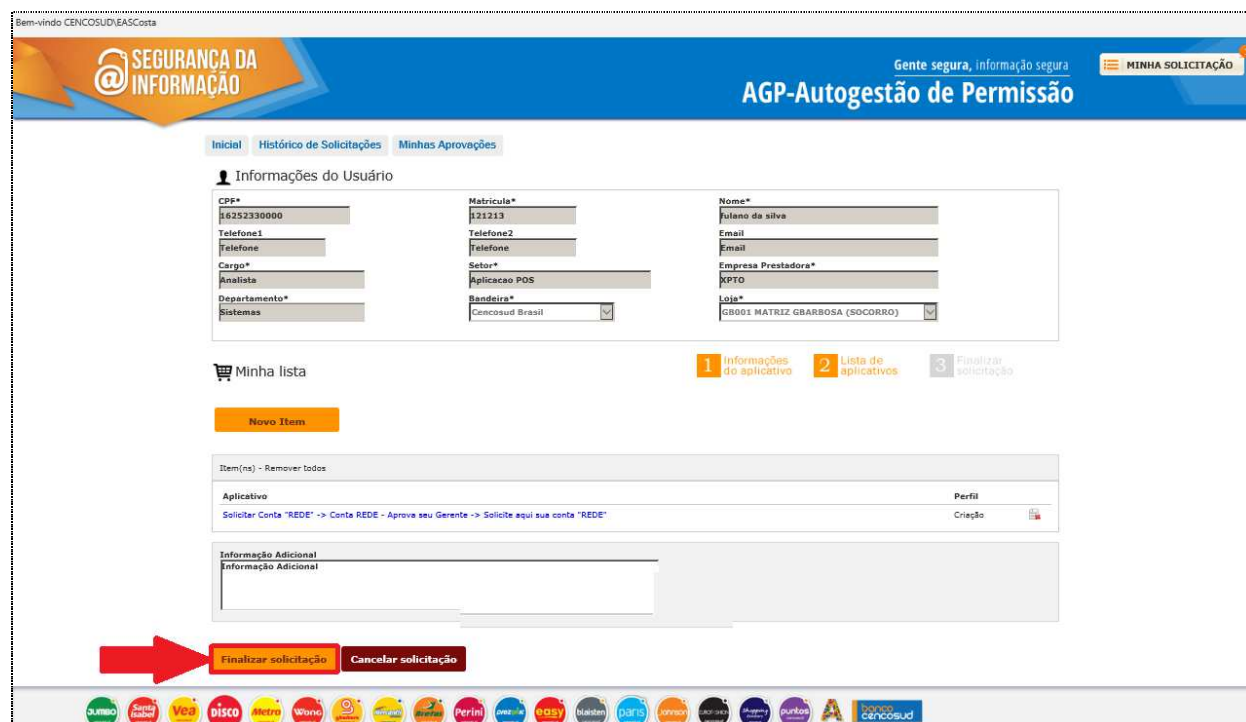 Bem-vindo CENCOSUD\EASCosta
SEGURANÇA DA
INFORMAÇÃO
Gente segura, informação segura
AGP-Autogestão de Permissão
MINHA SOLICITAÇÃO
Inicial Histórico de Solicitações Minhas Aprovações
Informações do Usuário
CPF* Matrícula* Nome*
16252330000 121213 fulano da silva
Telefone1 Telefone2 Email
Telefone Telefone Email
Cargo* Setor* Empresa Prestadora*
Analista Aplicacao POS XPTO
Departamento* Bandeira* Loja*
Sistemas Cencosud Brasil GB001 MATRIZ GBARBOSA (SOCORRO)
Minha lista
1 Informações do aplicativo 2 Lista de aplicativos 3 Finalizar solicitação
Novo Item
Item(ns) - Remover todos
Aplicativo Perfil
Solicitar Conta "REDE" -> Conta REDE - Aprova seu Gerente -> Solicite aqui sua conta "REDE" Criação
Informação Adicional
Informação Adicional
Finalizar solicitação Cancelar solicitação
JUMBO Santa Isabel Vea DISCO Metro Wong gbarbosa Bretas Perini prezunic easy blaisten paris Johnson Shopping puntos banco cencosud